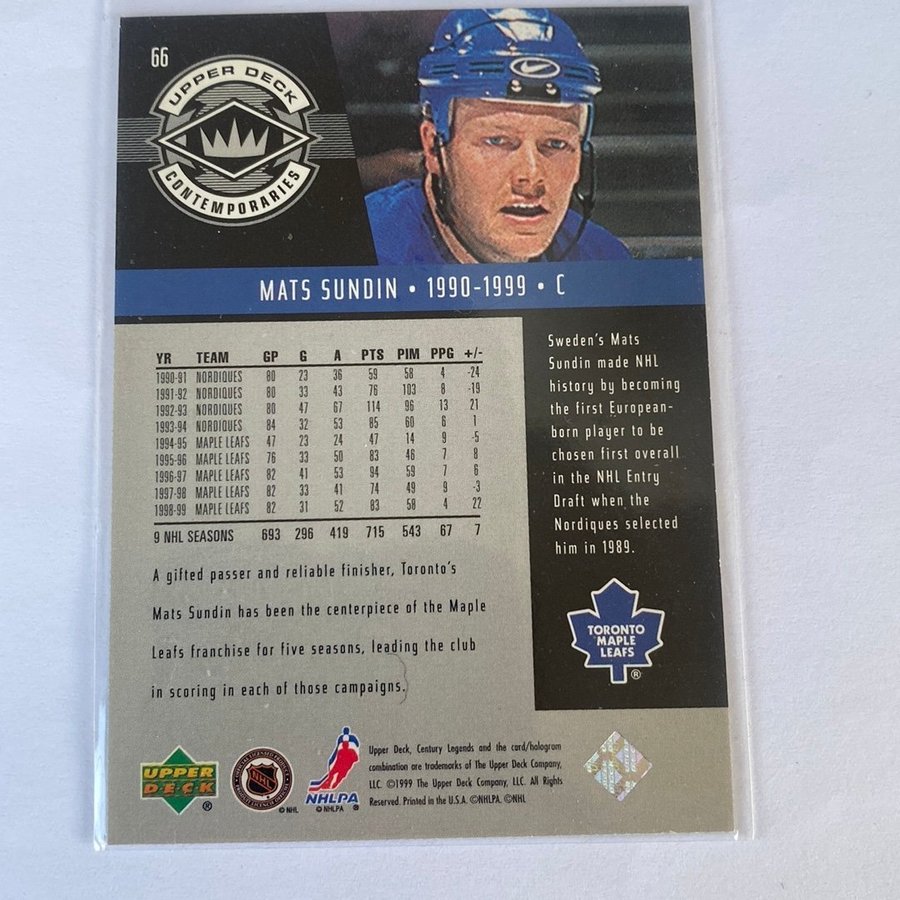 66
UPPER DECK
CONTEMPORARIES
MATS SUNDIN • 1990-1999 • C
YR TEAM GP G A PTS PIM PPG +/-
1990-91 NORDIQUES 80 23 36 59 58 4 -24
1991-92 NORDIQUES 80 33 43 76 103 8 -19
1992-93 NORDIQUES 80 47 67 114 96 13 21
1993-94 NORDIQUES 84 32 53 85 60 6 1
1994-95 MAPLE LEAFS 47 23 24 47 14 9 -5
1995-96 MAPLE LEAFS 76 33 50 83 46 7 8
1996-97 MAPLE LEAFS 82 41 53 94 59 7 6
1997-98 MAPLE LEAFS 82 33 41 74 49 9 -3
1998-99 MAPLE LEAFS 82 31 52 83 58 4 22
9 NHL SEASONS 693 296 419 715 543 67 7
A gifted passer and reliable finisher, Toronto's
Mats Sundin has been the centerpiece of the Maple
Leafs franchise for five seasons, leading the club
in scoring in each of those campaigns.
Sweden's Mats
Sundin made NHL
history by becoming
the first European-
born player to be
chosen first overall
in the NHL Entry
Draft when the
Nordiques selected
him in 1989.
TORONTO
MAPLE
LEAFS
®
UPPER
DECK
®
NHL
© NHL
NHLPA
© NHLPA ®
Upper Deck, Century Legends and the card/hologram
combination are trademarks of The Upper Deck Company,
LLC. ©1999 The Upper Deck Company, LLC. All Rights
Reserved. Printed in the U.S.A. ©NHLPA. ©NHL